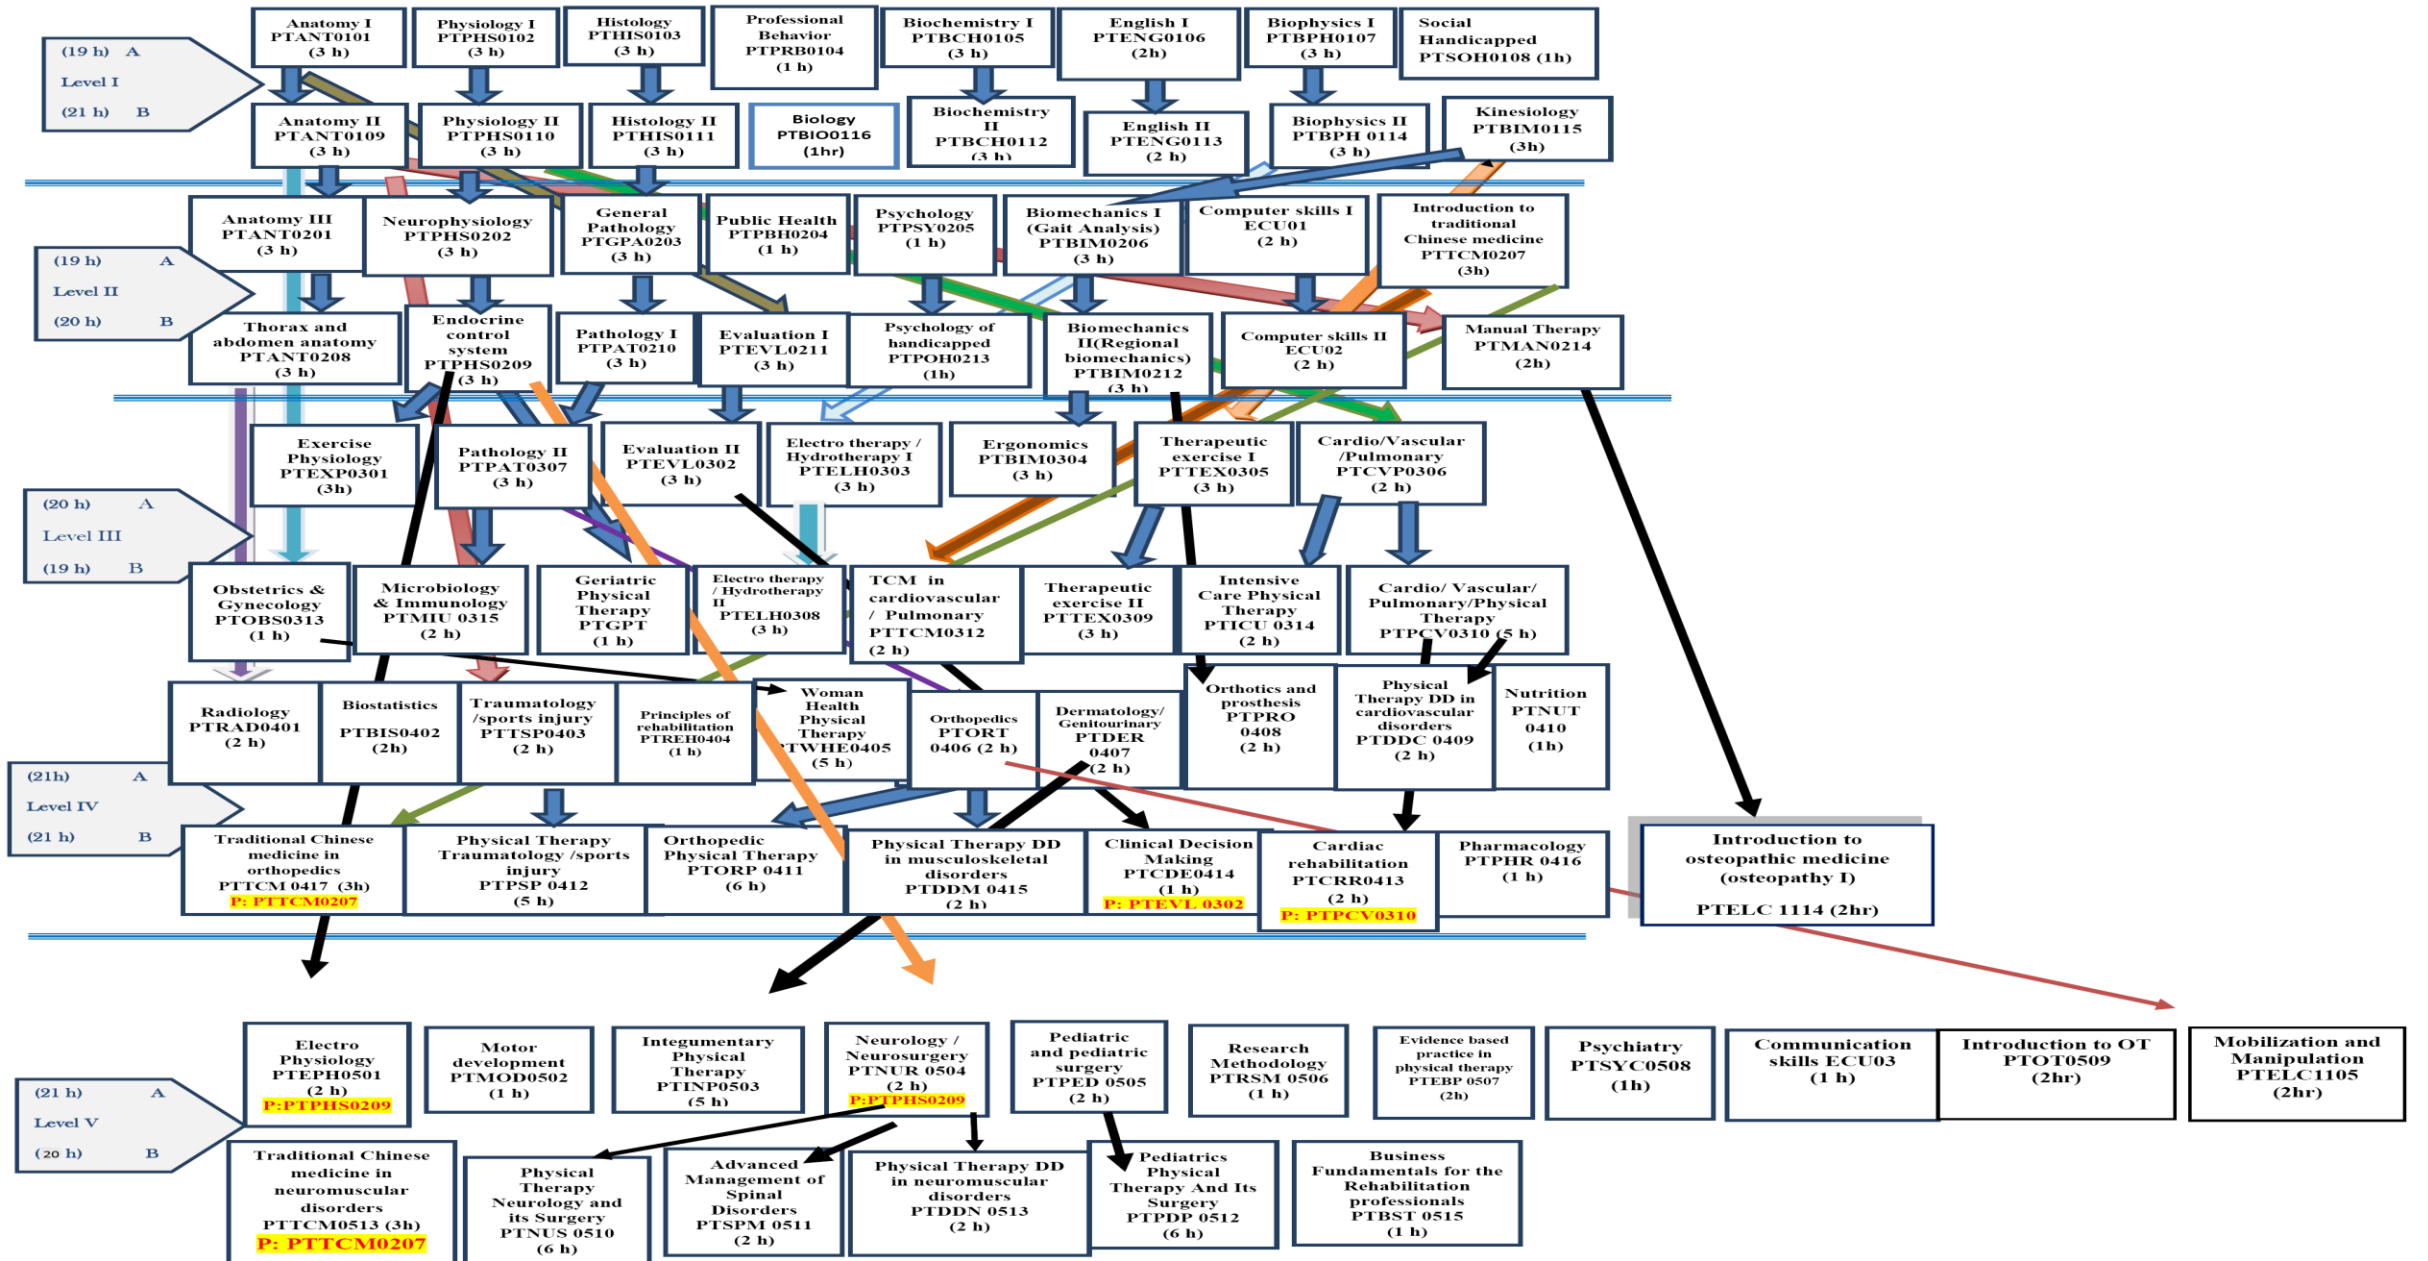 Anatomy I
PTANT0101
(3 h)
Physiology I
PTPHS0102
(3 h)
Histology
PTHIS0103
(3 h)
Professional
Behavior
PTPRB0104
(1 h)
Biochemistry I
PTBCH0105
(3 h)
English I
PTENG0106
(2h)
Biophysics I
PTBPH0107
(3 h)
Social
Handicapped
PTSOH0108 (1h)
(19 h) A
Level I
(21 h) B
Anatomy II
PTANT0109
(3 h)
Physiology II
PTPHS0110
(3 h)
Histology II
PTHIS0111
(3 h)
Biology
PTBIO0116
(1hr)
Biochemistry
II
PTBCH0112
(3 h)
English II
PTENG0113
(2 h)
Biophysics II
PTBPH 0114
(3 h)
Kinesiology
PTBIM0115
(3h)
Anatomy III
PTANT0201
(3 h)
Neurophysiology
PTPHS0202
(3 h)
General
Pathology
PTGPA0203
(3 h)
Public Health
PTPBH0204
(1 h)
Psychology
PTPSY0205
(1 h)
Biomechanics I
(Gait Analysis)
PTBIM0206
(3 h)
Computer skills I
ECU01
(2 h)
Introduction to
traditional
Chinese medicine
PTTCM0207
(3h)
(19 h) A
Level II
(20 h) B
Thorax and
abdomen anatomy
PTANT0208
(3 h)
Endocrine
control
system
PTPHS0209
(3 h)
Pathology I
PTPAT0210
(3 h)
Evaluation I
PTEVL0211
(3 h)
Psychology of
handicapped
PTPOH0213
(1h)
Biomechanics
II(Regional
biomechanics)
PTBIM0212
(3 h)
Computer skills II
ECU02
(2 h)
Manual Therapy
PTMAN0214
(2h)
Exercise
Physiology
PTEXP0301
(3h)
Pathology II
PTPAT0307
(3 h)
Evaluation II
PTEVL0302
(3 h)
Electro therapy /
Hydrotherapy I
PTELH0303
(3 h)
Ergonomics
PTBIM0304
(3 h)
Therapeutic
exercise I
PTTEX0305
(3 h)
Cardio/Vascular
/Pulmonary
PTCVP0306
(2 h)
(20 h) A
Level III
(19 h) B
Obstetrics &
Gynecology
PTOBS0313
(1 h)
Microbiology
& Immunology
PTMIU 0315
(2 h)
Geriatric
Physical
Therapy
PTGPT
(1 h)
Electro therapy
/ Hydrotherapy
II
PTELH0308
(3 h)
TCM in
cardiovascular
/ Pulmonary
PTTCM0312
(2 h)
Therapeutic
exercise II
PTTEX0309
(3 h)
Intensive
Care Physical
Therapy
PTICU 0314
(2 h)
Cardio/ Vascular/
Pulmonary/Physical
Therapy
PTPCV0310 (5 h)
Radiology
PTRAD0401
(2 h)
Biostatistics
PTBIS0402
(2h)
Traumatology
/sports injury
PTTSP0403
(2 h)
Principles of
rehabilitation
PTREH0404
(1 h)
Woman
Health
Physical
Therapy
PTWHE0405
(5 h)
Orthopedics
PTORT
0406 (2 h)
Dermatology/
Genitourinary
PTDER
0407
(2 h)
Orthotics and
prosthesis
PTPRO
0408
(2 h)
Physical
Therapy DD in
cardiovascular
disorders
PTDDC 0409
(2 h)
Nutrition
PTNUT
0410
(1h)
(21h) A
Level IV
(21 h) B
Traditional Chinese
medicine in
orthopedics
PTTCM 0417 (3h)
P: PTTCM0207
Physical Therapy
Traumatology /sports
injury
PTPSP 0412
(5 h)
Orthopedic
Physical Therapy
PTORP 0411
(6 h)
Physical Therapy DD
in musculoskeletal
disorders
PTDDM 0415
(2 h)
Clinical Decision
Making
PTCDE0414
(1 h)
P: PTEVL 0302
Cardiac
rehabilitation
PTCRR0413
(2 h)
P: PTPCV0310
Pharmacology
PTPHR 0416
(1 h)
Introduction to
osteopathic medicine
(osteopathy I)
PTELC 1114 (2hr)
Electro
Physiology
PTEPH0501
(2 h)
P:PTPHS0209
Motor
development
PTMOD0502
(1 h)
Integumentary
Physical
Therapy
PTINP0503
(5 h)
Neurology /
Neurosurgery
PTNUR 0504
(2 h)
P:PTPHS0209
Pediatric
and pediatric
surgery
PTPED 0505
(2 h)
Research
Methodology
PTRSM 0506
(1 h)
Evidence based
practice in
physical therapy
PTEBP 0507
(2h)
Psychiatry
PTSYC0508
(1h)
Communication
skills ECU03
(1 h)
Introduction to OT
PTOT0509
(2hr)
Mobilization and
Manipulation
PTELC1105
(2hr)
(21 h) A
Level V
(20 h) B
Traditional Chinese
medicine in
neuromuscular
disorders
PTTCM0513 (3h)
P: PTTCM0207
Physical
Therapy
Neurology and
its Surgery
PTNUS 0510
(6 h)
Advanced
Management of
Spinal
Disorders
PTSPM 0511
(2 h)
Physical Therapy DD
in neuromuscular
disorders
PTDDN 0513
(2 h)
Pediatrics
Physical
Therapy And Its
Surgery
PTPDP 0512
(6 h)
Business
Fundamentals for the
Rehabilitation
professionals
PTBST 0515
(1 h)